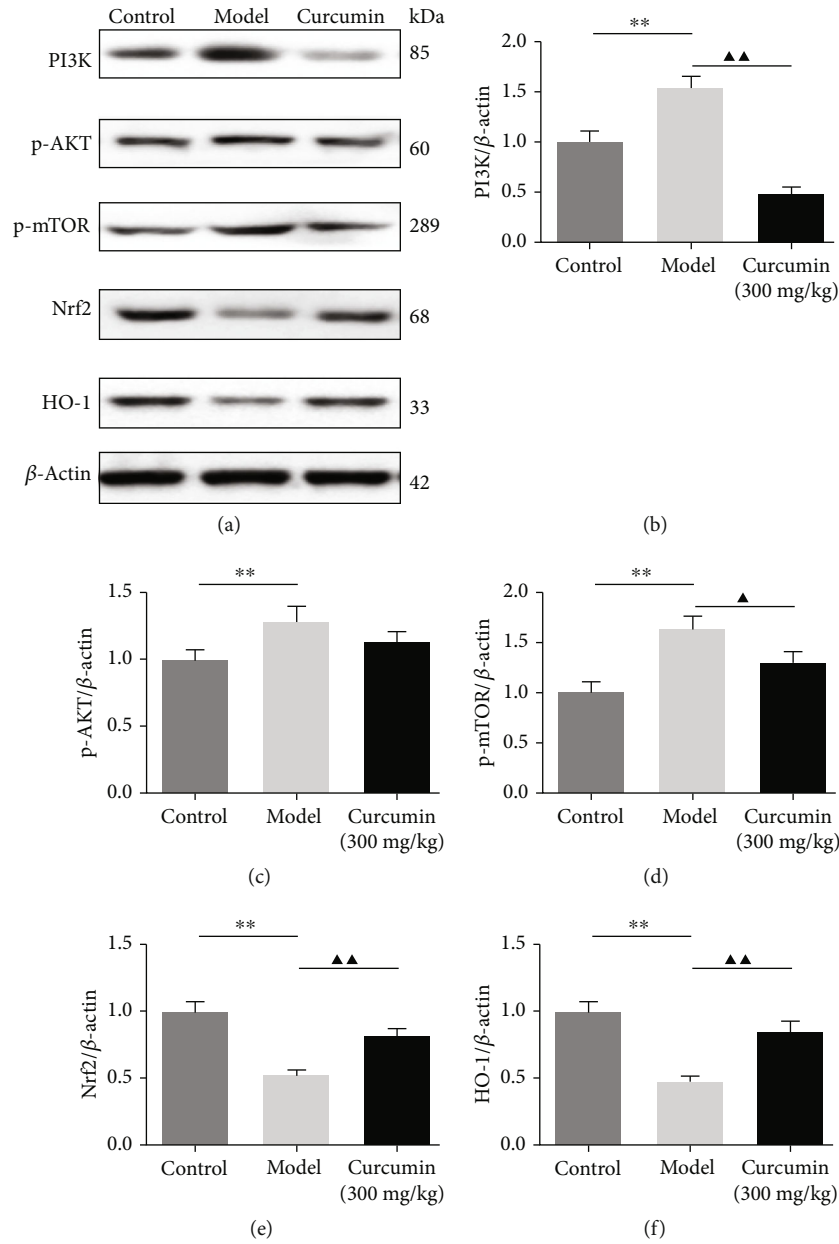 Control Model Curcumin kDa
PI3K 85
p-AKT 60
p-mTOR 289
Nrf2 68
HO-1 33
β-Actin 42
(a)
PI3K/β-actin
2.0
1.5
1.0
0.5
0.0
** ▲▲
Control Model Curcumin
(300 mg/kg)
(b)
p-AKT/β-actin
1.5
1.0
0.5
0.0
**
Control Model Curcumin
(300 mg/kg)
(c)
p-mTOR/β-actin
2.0
1.5
1.0
0.5
0.0
** ▲
Control Model Curcumin
(300 mg/kg)
(d)
Nrf2/β-actin
1.5
1.0
0.5
0.0
** ▲▲
Control Model Curcumin
(300 mg/kg)
(e)
HO-1/β-actin
1.5
1.0
0.5
0.0
** ▲▲
Control Model Curcumin
(300 mg/kg)
(f)